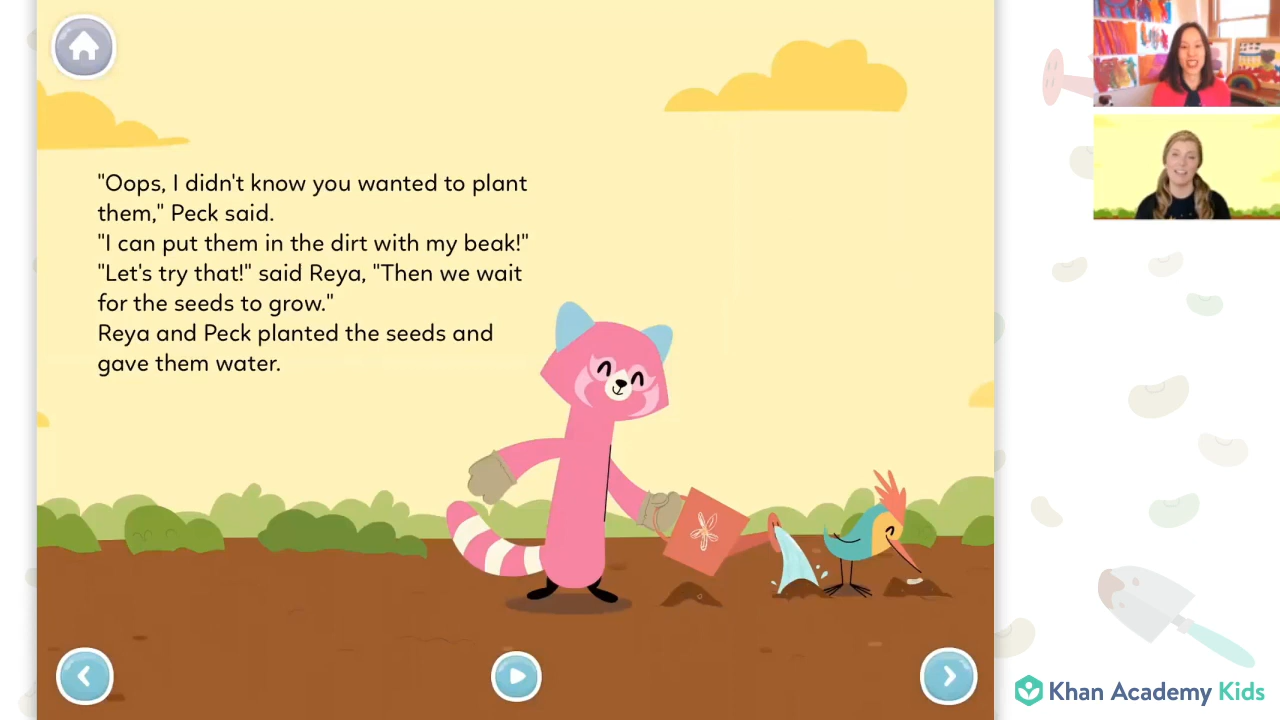 "Oops, I didn't know you wanted to plant
them," Peck said.
"I can put them in the dirt with my beak!"
"Let's try that!" said Reya, "Then we wait
for the seeds to grow."
Reya and Peck planted the seeds and
gave them water.
Khan Academy Kids